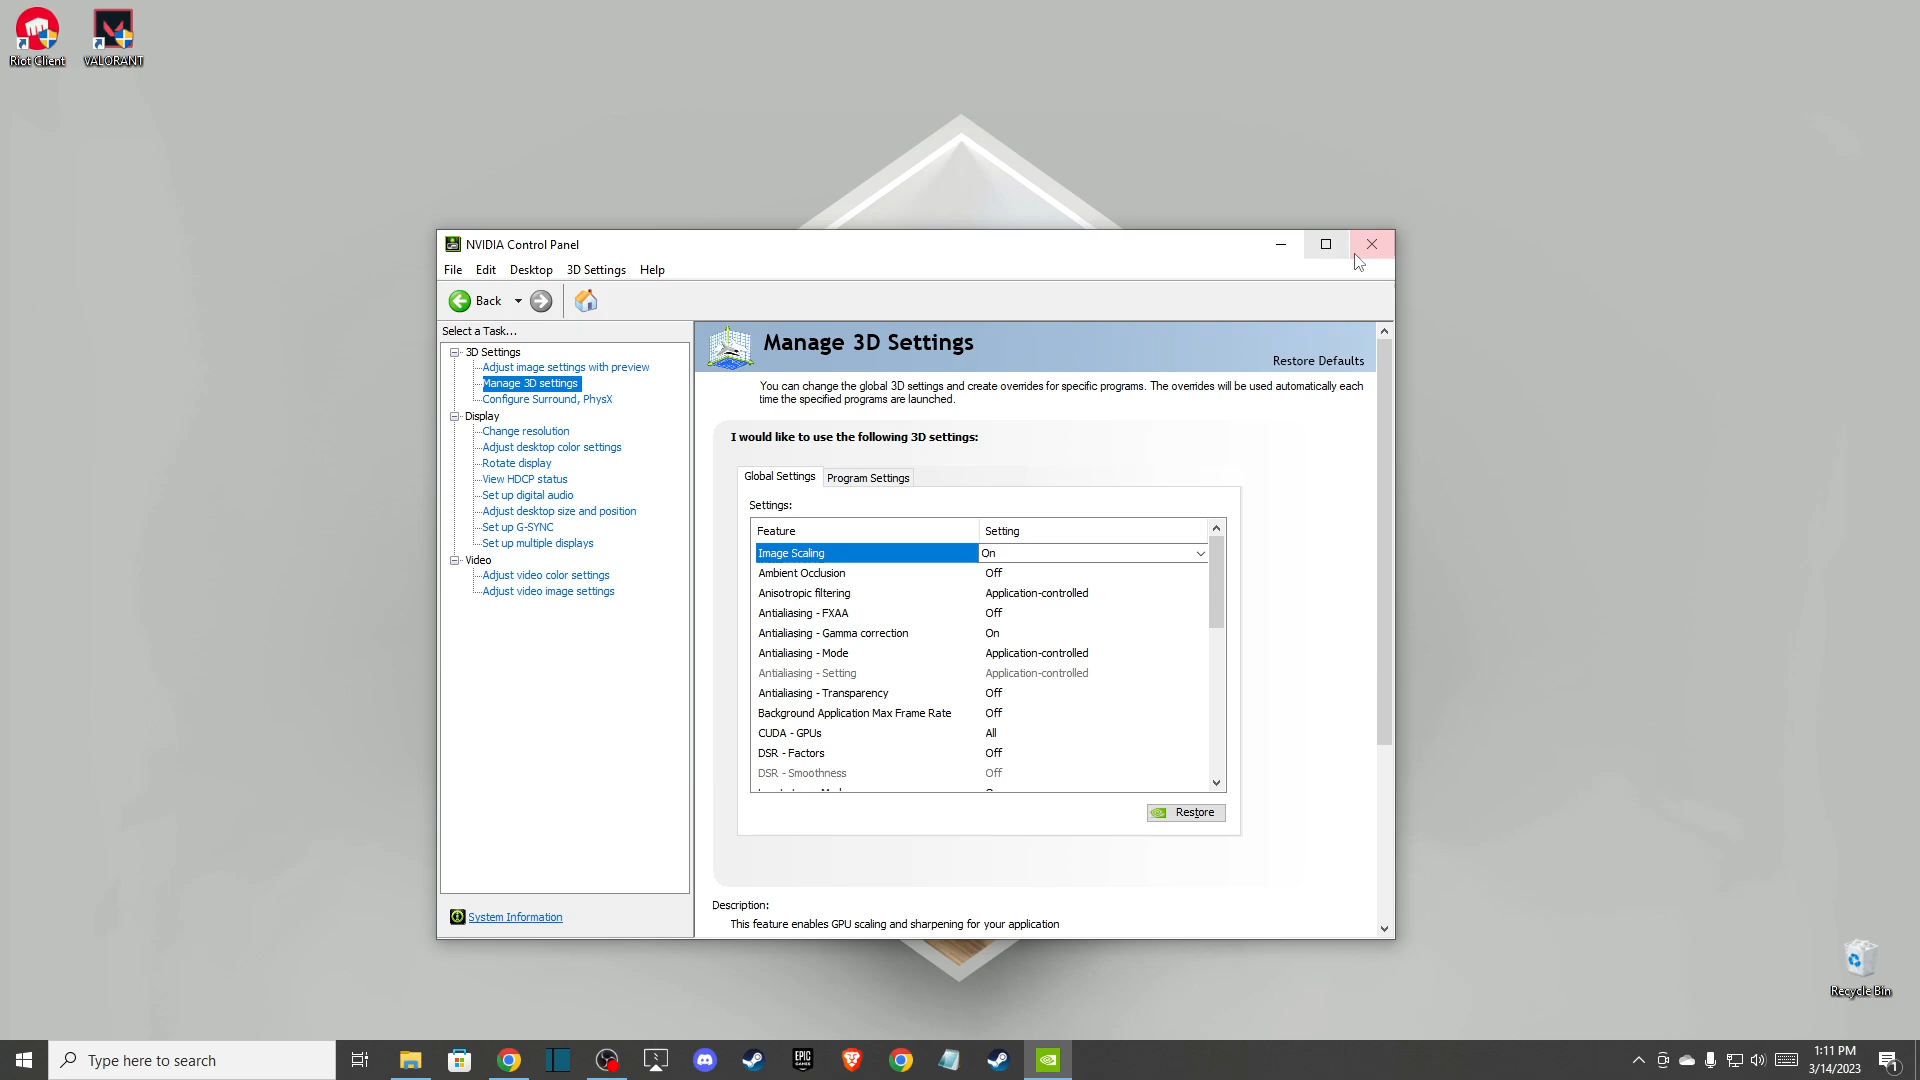 Riot Client
VALORANT
NVIDIA Control Panel
File Edit Desktop 3D Settings Help
Back
Select a Task...
3D Settings
Adjust image settings with preview
Manage 3D settings
Configure Surround, PhysX
Display
Change resolution
Adjust desktop color settings
Rotate display
View HDCP status
Set up digital audio
Adjust desktop size and position
Set up G-SYNC
Set up multiple displays
Video
Adjust video color settings
Adjust video image settings
System Information
Manage 3D Settings
Restore Defaults
You can change the global 3D settings and create overrides for specific programs. The overrides will be used automatically each
time the specified programs are launched.
I would like to use the following 3D settings:
Global Settings Program Settings
Settings:
Feature Setting
Image Scaling On
Ambient Occlusion Off
Anisotropic filtering Application-controlled
Antialiasing - FXAA Off
Antialiasing - Gamma correction On
Antialiasing - Mode Application-controlled
Antialiasing - Setting Application-controlled
Antialiasing - Transparency Off
Background Application Max Frame Rate Off
CUDA - GPUs All
DSR - Factors Off
DSR - Smoothness Off
Restore
Description:
This feature enables GPU scaling and sharpening for your application
Recycle Bin
Type here to search
EPIC
GAMES
1:11 PM
3/14/2023
1